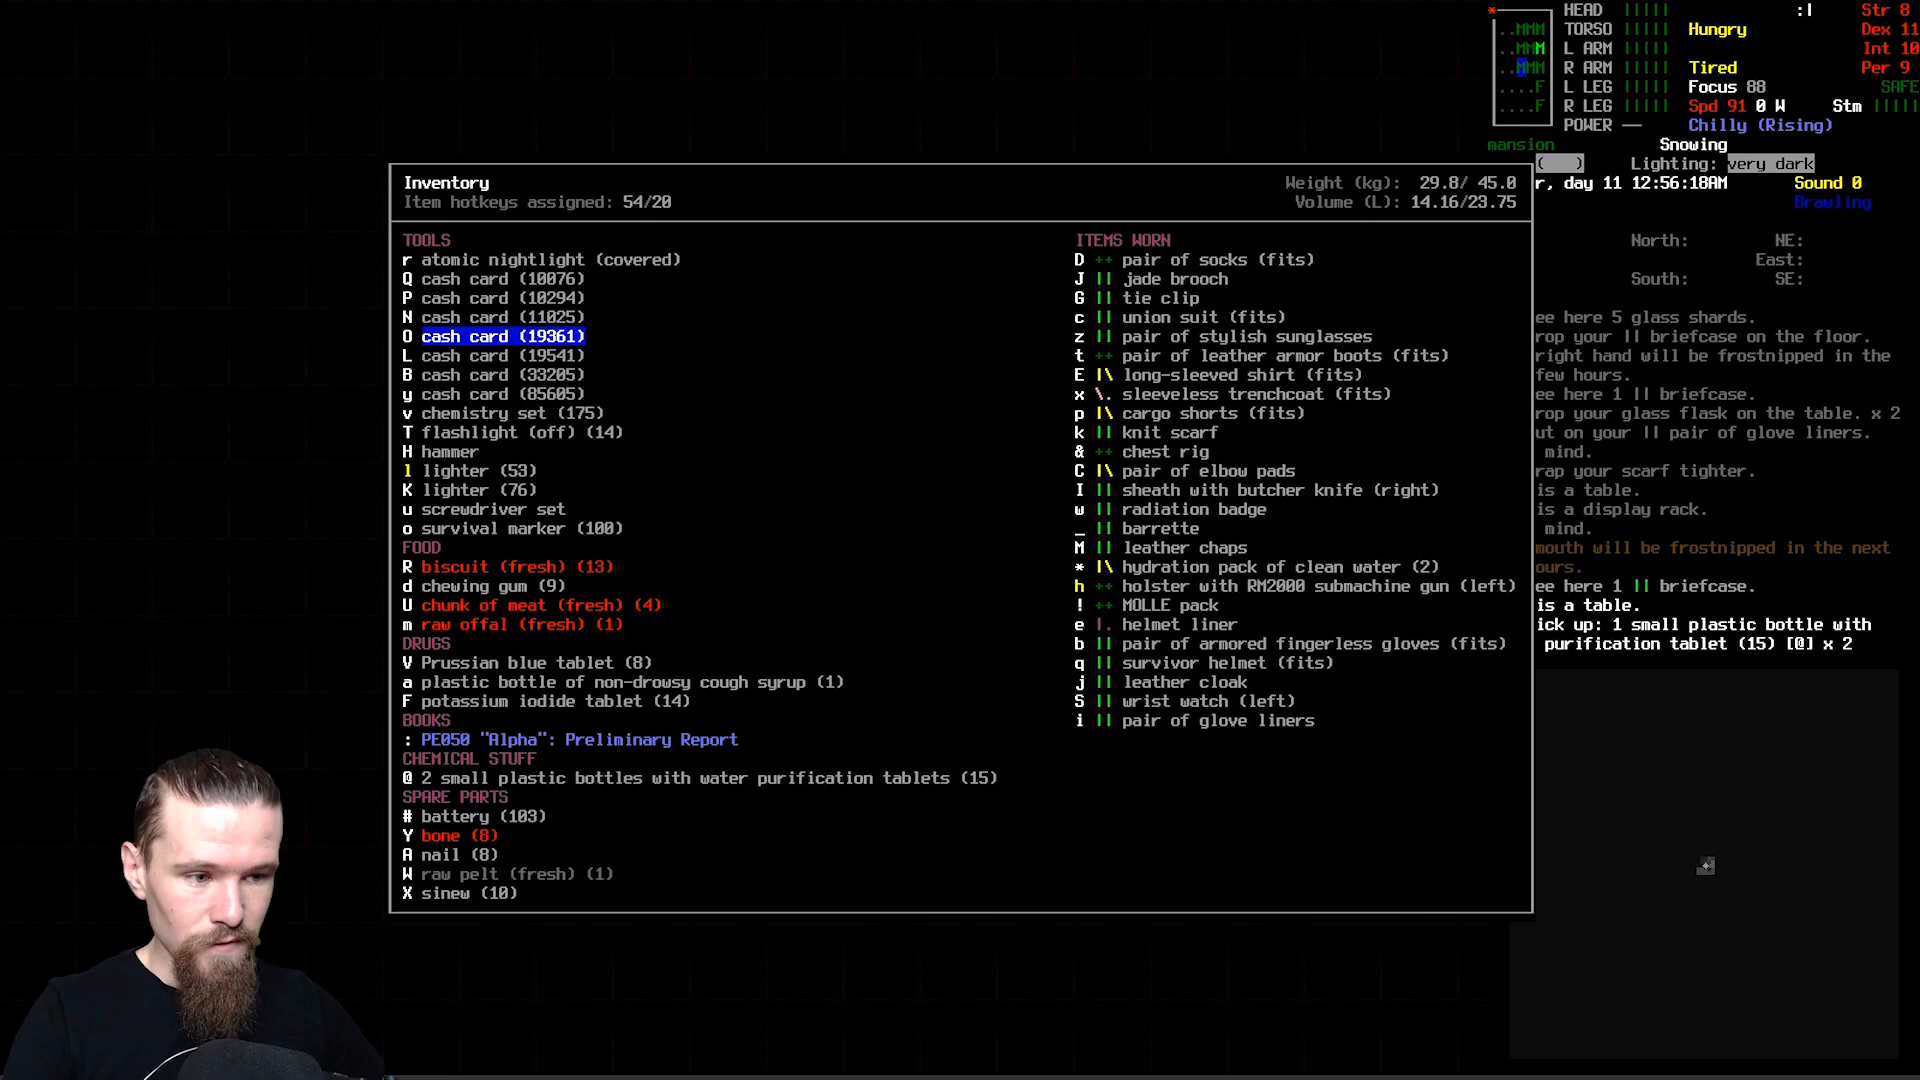 HEAD ||||| :| Str 8
..MMM TORSO ||||| Hungry Dex 11
..MMM L ARM ||||| Int 10
..MMM R ARM ||||| Tired Per 9
....F L LEG ||||| Focus 88 SAFE
....F R LEG ||||| Spd 91 0 W Stm |||||
POWER — Chilly (Rising)
mansion Snowing
( ) Lighting: very dark
r, day 11 12:56:18AM Sound 0
Brawling
North: NE:
East:
South: SE:
Inventory Weight (kg): 29.8/ 45.0
Item hotkeys assigned: 54/20 Volume (L): 14.16/23.75
TOOLS
r atomic nightlight (covered)
Q cash card (10076)
P cash card (10294)
N cash card (11025)
O cash card (19361)
L cash card (19541)
B cash card (33205)
y cash card (85605)
v chemistry set (175)
T flashlight (off) (14)
H hammer
l lighter (53)
K lighter (76)
u screwdriver set
o survival marker (100)
FOOD
R biscuit (fresh) (13)
d chewing gum (9)
U chunk of meat (fresh) (4)
m raw offal (fresh) (1)
DRUGS
V Prussian blue tablet (8)
a plastic bottle of non-drowsy cough syrup (1)
F potassium iodide tablet (14)
BOOKS
: PE050 "Alpha": Preliminary Report
CHEMICAL STUFF
@ 2 small plastic bottles with water purification tablets (15)
SPARE PARTS
# battery (103)
Y bone (8)
A nail (8)
W raw pelt (fresh) (1)
X sinew (10)
ITEMS WORN
D ++ pair of socks (fits)
J || jade brooch
G || tie clip
c || union suit (fits)
z || pair of stylish sunglasses
t ++ pair of leather armor boots (fits)
E |\ long-sleeved shirt (fits)
x \. sleeveless trenchcoat (fits)
p |\ cargo shorts (fits)
k || knit scarf
& ++ chest rig
C |\ pair of elbow pads
I || sheath with butcher knife (right)
w || radiation badge
_ || barrette
M || leather chaps
* |\ hydration pack of clean water (2)
h ++ holster with RM2000 submachine gun (left)
! ++ MOLLE pack
e |. helmet liner
b || pair of armored fingerless gloves (fits)
q || survivor helmet (fits)
j || leather cloak
S || wrist watch (left)
i || pair of glove liners
ee here 5 glass shards.
rop your || briefcase on the floor.
right hand will be frostnipped in the
few hours.
ee here 1 || briefcase.
rop your glass flask on the table. x 2
ut on your || pair of glove liners.
mind.
rap your scarf tighter.
is a table.
is a display rack.
mind.
mouth will be frostnipped in the next
ours.
ee here 1 || briefcase.
is a table.
ick up: 1 small plastic bottle with
purification tablet (15) [@] x 2